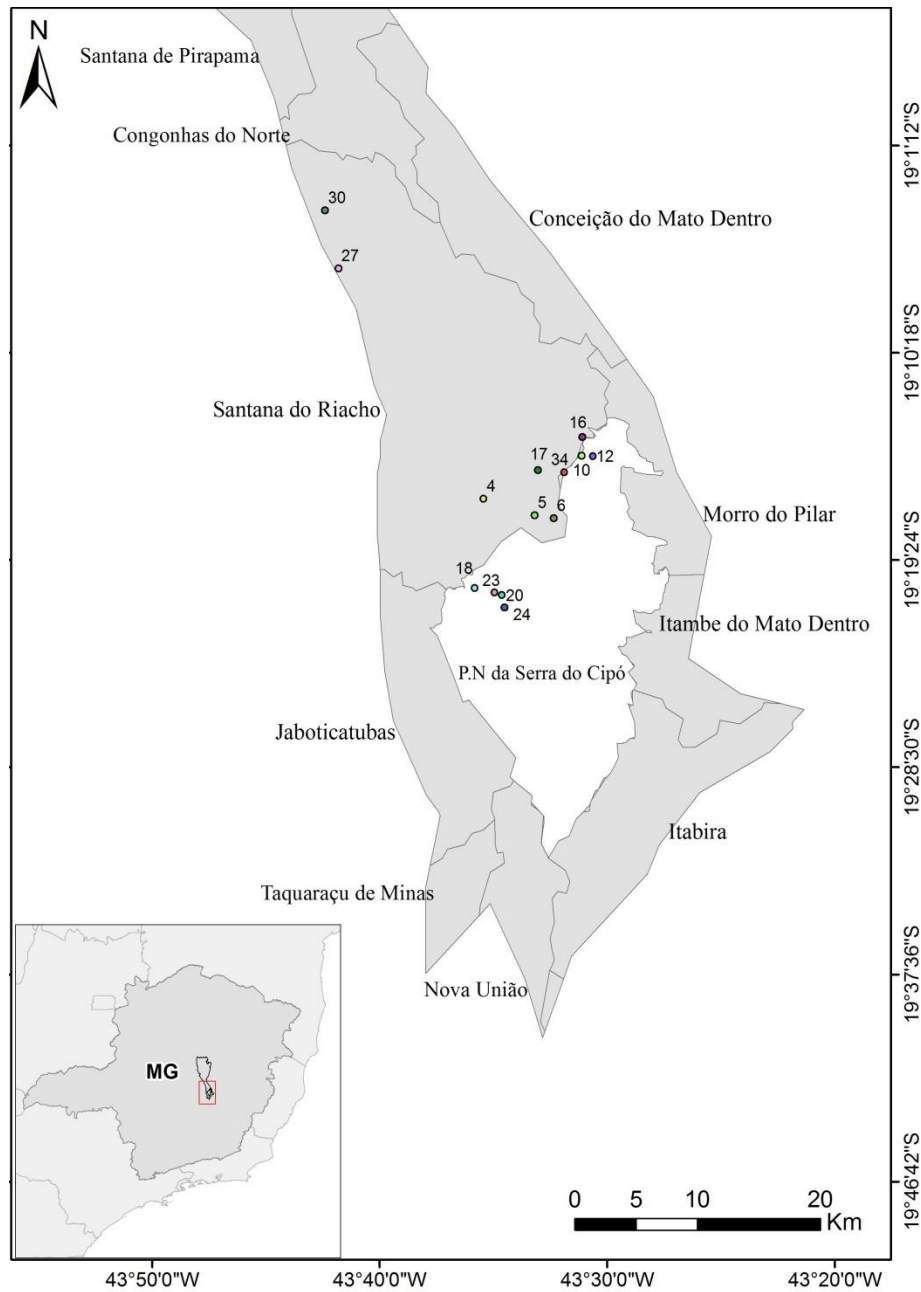 N
Santana de Pirapama
Congonhas do Norte
19°1'12"S
30
Conceição do Mato Dentro
27
19°10'18"S
Santana do Riacho
16
17
34
10
12
4
5
6
Morro do Pilar
19°19'24"S
18
23
20
24
Itambe do Mato Dentro
P.N da Serra do Cipó
Jaboticatubas
19°28'30"S
Itabira
Taquaraçu de Minas
19°37'36"S
Nova União
MG
19°46'42"S
0 5 10 20
Km
43°50'0"W 43°40'0"W 43°30'0"W 43°20'0"W